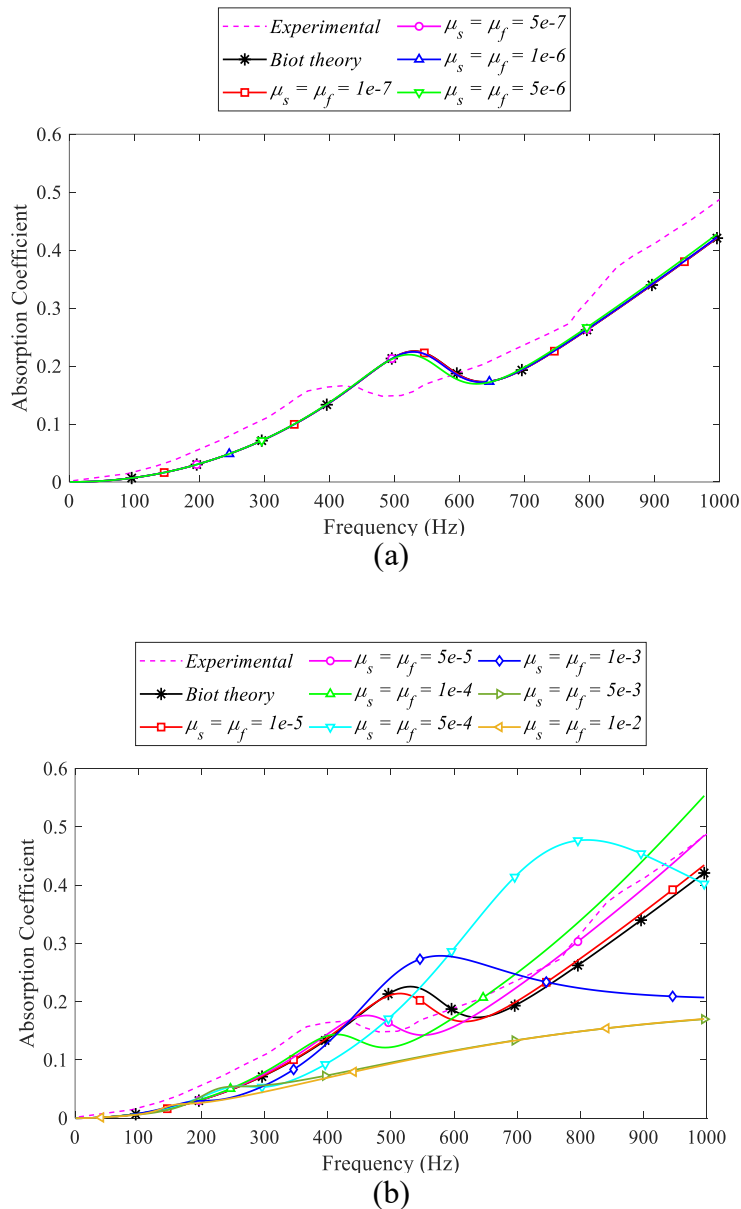 Experimental
Biot theory
μs = μf = 1e-7
μs = μf = 5e-7
μs = μf = 1e-6
μs = μf = 5e-6
0.6
0.5
0.4
0.3
0.2
0.1
0
Absorption Coefficient
0 100 200 300 400 500 600 700 800 900 1000
Frequency (Hz)
(a)
Experimental
Biot theory
μs = μf = 1e-5
μs = μf = 5e-5
μs = μf = 1e-4
μs = μf = 5e-4
μs = μf = 1e-3
μs = μf = 5e-3
μs = μf = 1e-2
0.6
0.5
0.4
0.3
0.2
0.1
0
Absorption Coefficient
0 100 200 300 400 500 600 700 800 900 1000
Frequency (Hz)
(b)